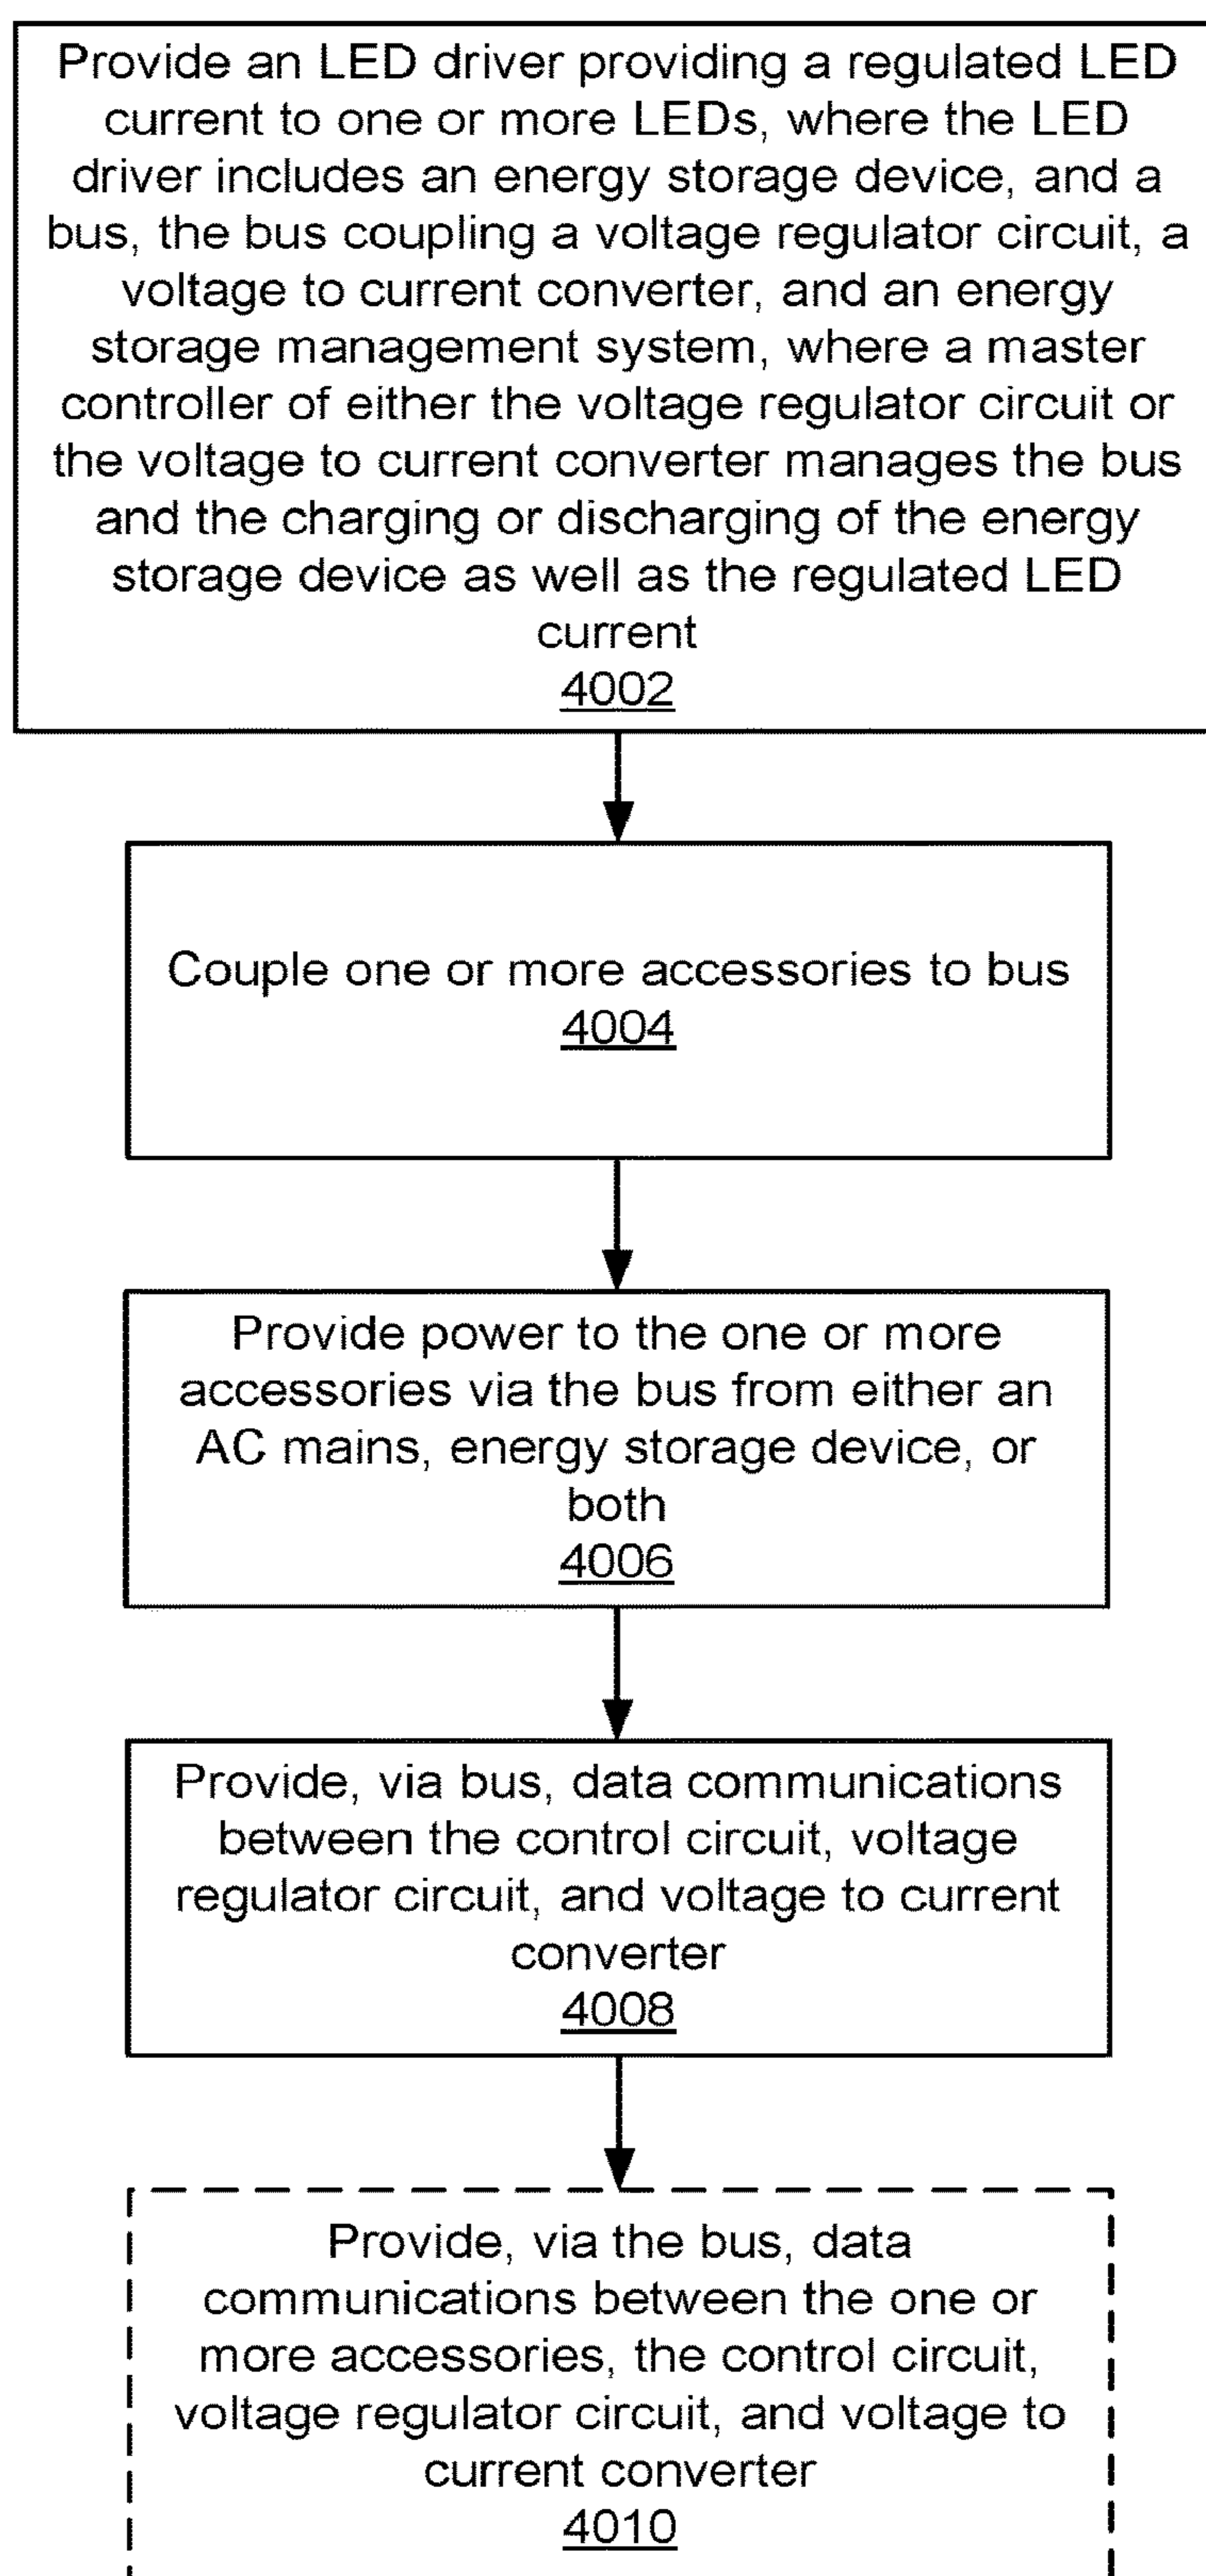 Provide an LED driver providing a regulated LED
current to one or more LEDs, where the LED
driver includes an energy storage device, and a
bus, the bus coupling a voltage regulator circuit, a
voltage to current converter, and an energy
storage management system, where a master
controller of either the voltage regulator circuit or
the voltage to current converter manages the bus
and the charging or discharging of the energy
storage device as well as the regulated LED
current
4002
Couple one or more accessories to bus
4004
Provide power to the one or more
accessories via the bus from either an
AC mains, energy storage device, or
both
4006
Provide, via bus, data communications
between the control circuit, voltage
regulator circuit, and voltage to current
converter
4008
Provide, via the bus, data
communications between the one or
more accessories, the control circuit,
voltage regulator circuit, and voltage to
current converter
4010